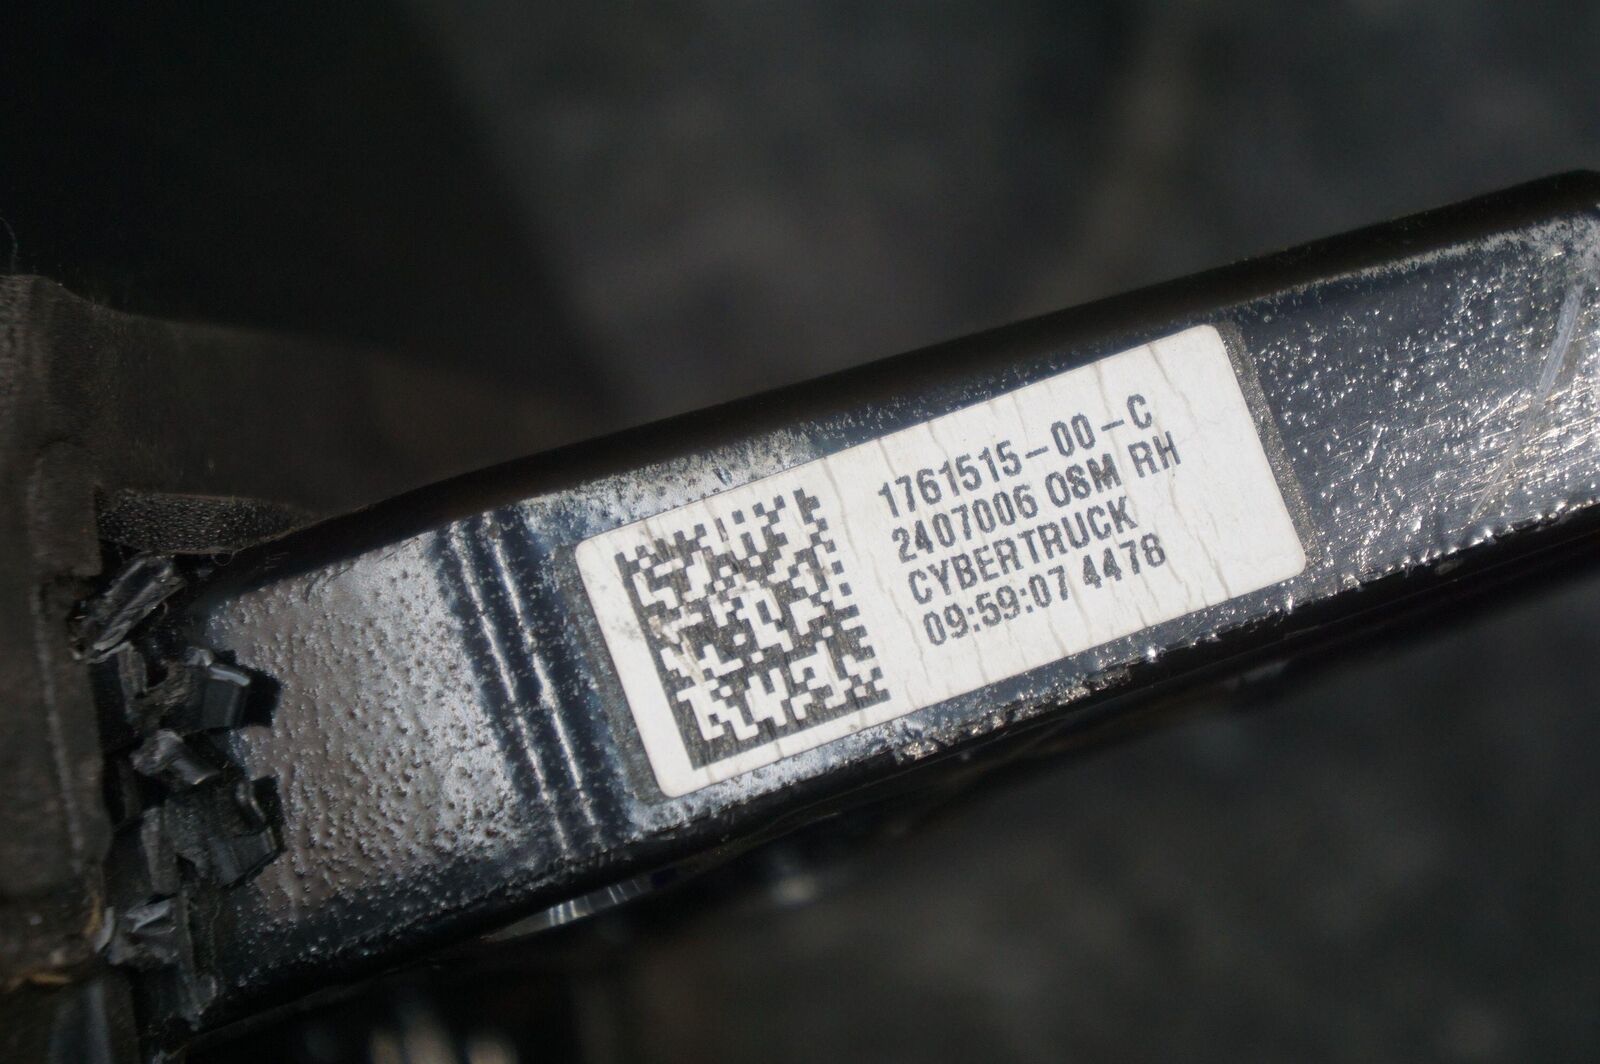 1761515-00-C
2407006 OSM RH
CYBERTRUCK
09:59:07 4478